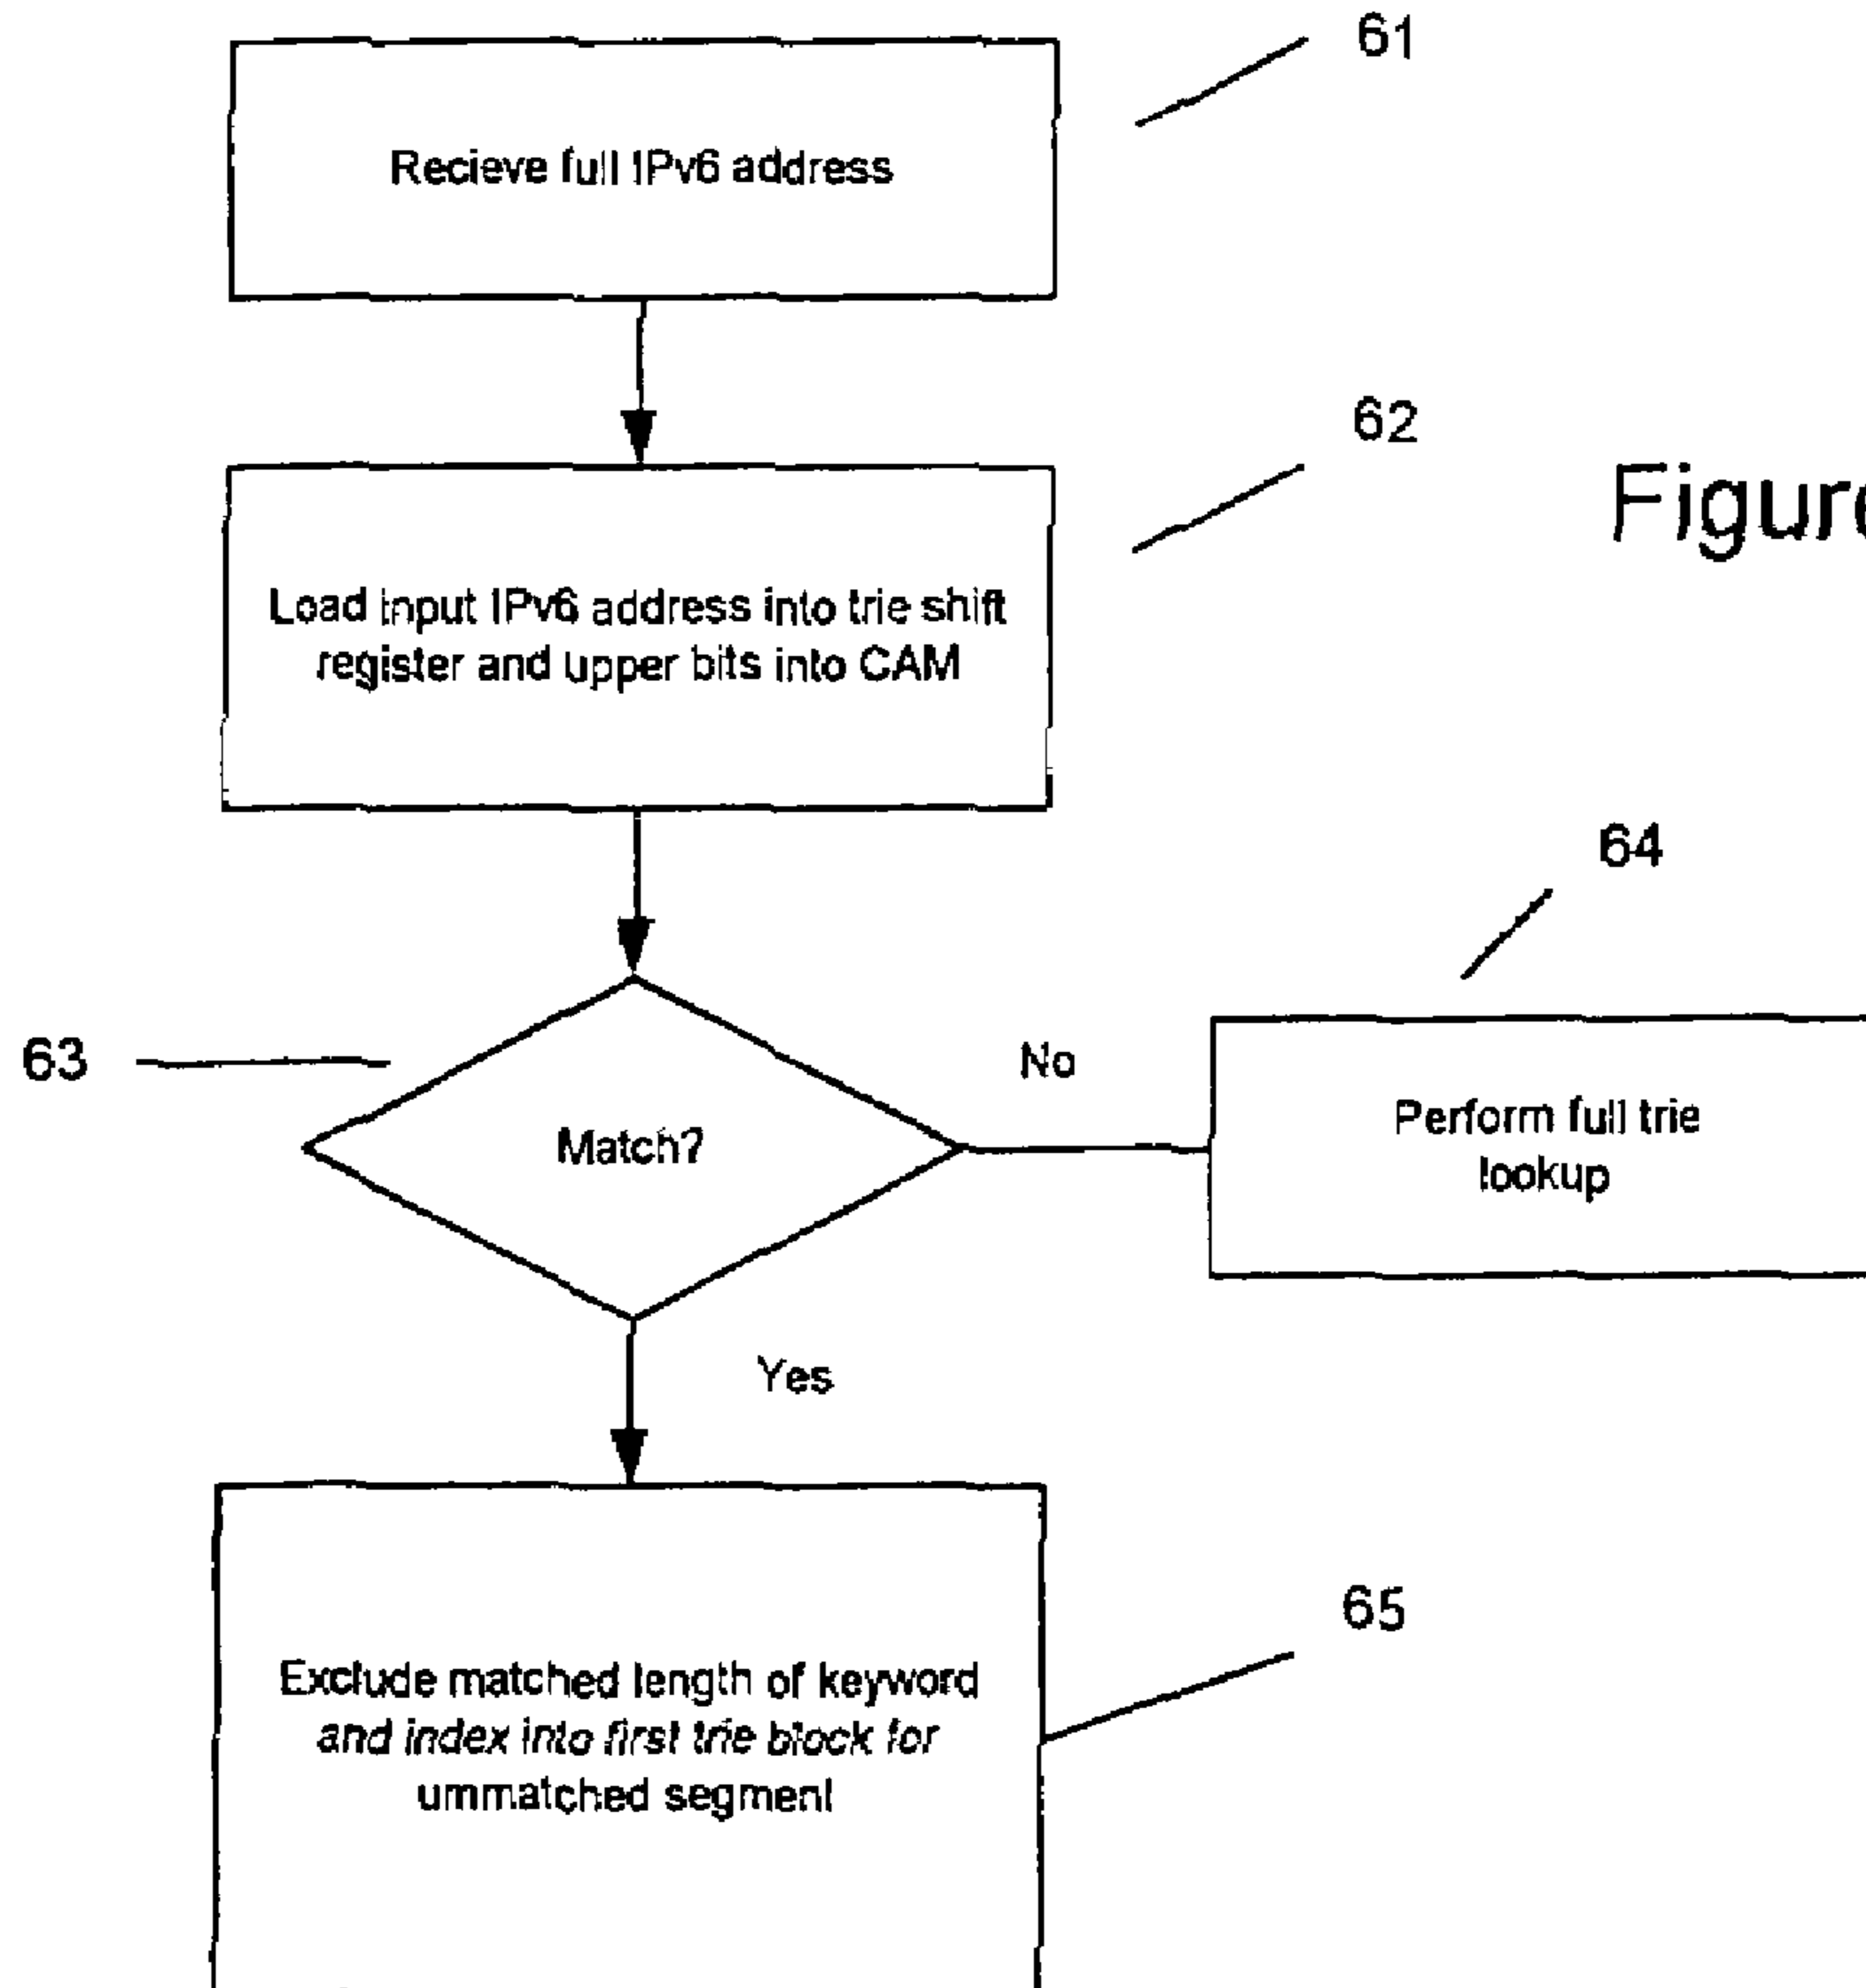 61
Recieve full IPv6 address
62
Figure
Load input IPv6 address into trie shift
register and upper bits into CAM
64
63
No
Match?
Perform full trie
lookup
Yes
65
Exclude matched length of keyword
and index into first trie block for
ummatched segment